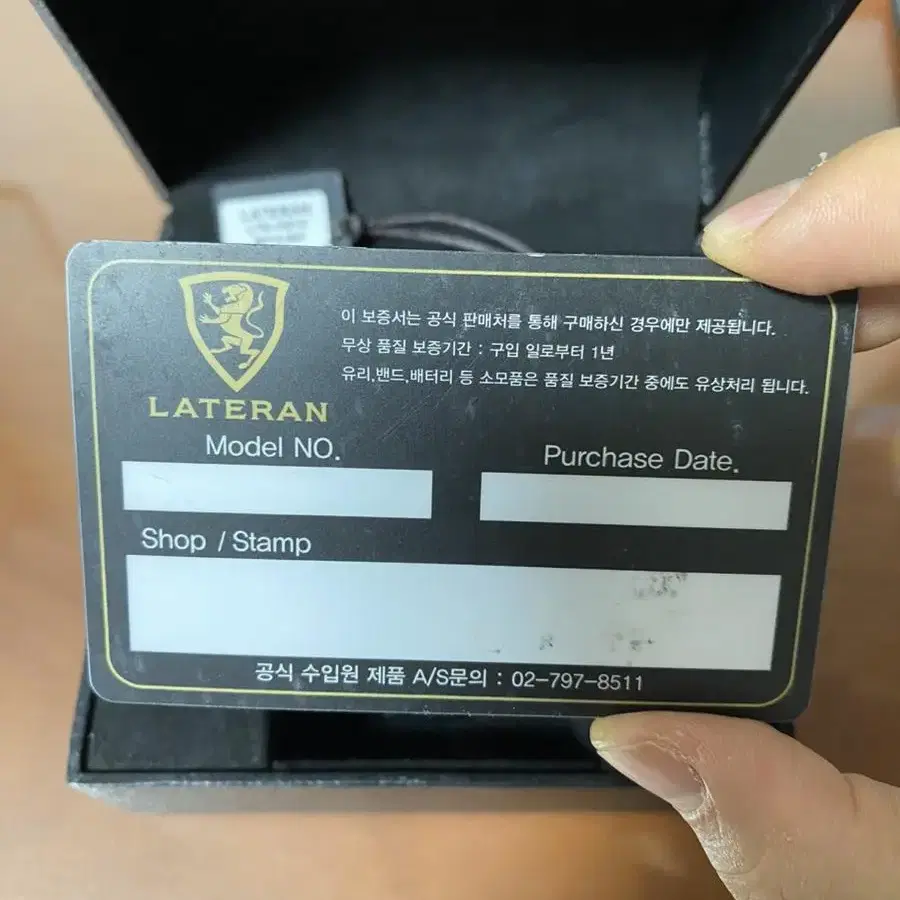 LATERAN
이 보증서는 공식 판매처를 통해 구매하신 경우에만 제공됩니다.
무상 품질 보증기간 : 구입 일로부터 1년
유리,밴드,배터리 등 소모품은 품질 보증기간 중에도 유상처리 됩니다.
LATERAN
Model NO.
Purchase Date.
Shop / Stamp
공식 수입원 제품 A/S문의 : 02-797-8511